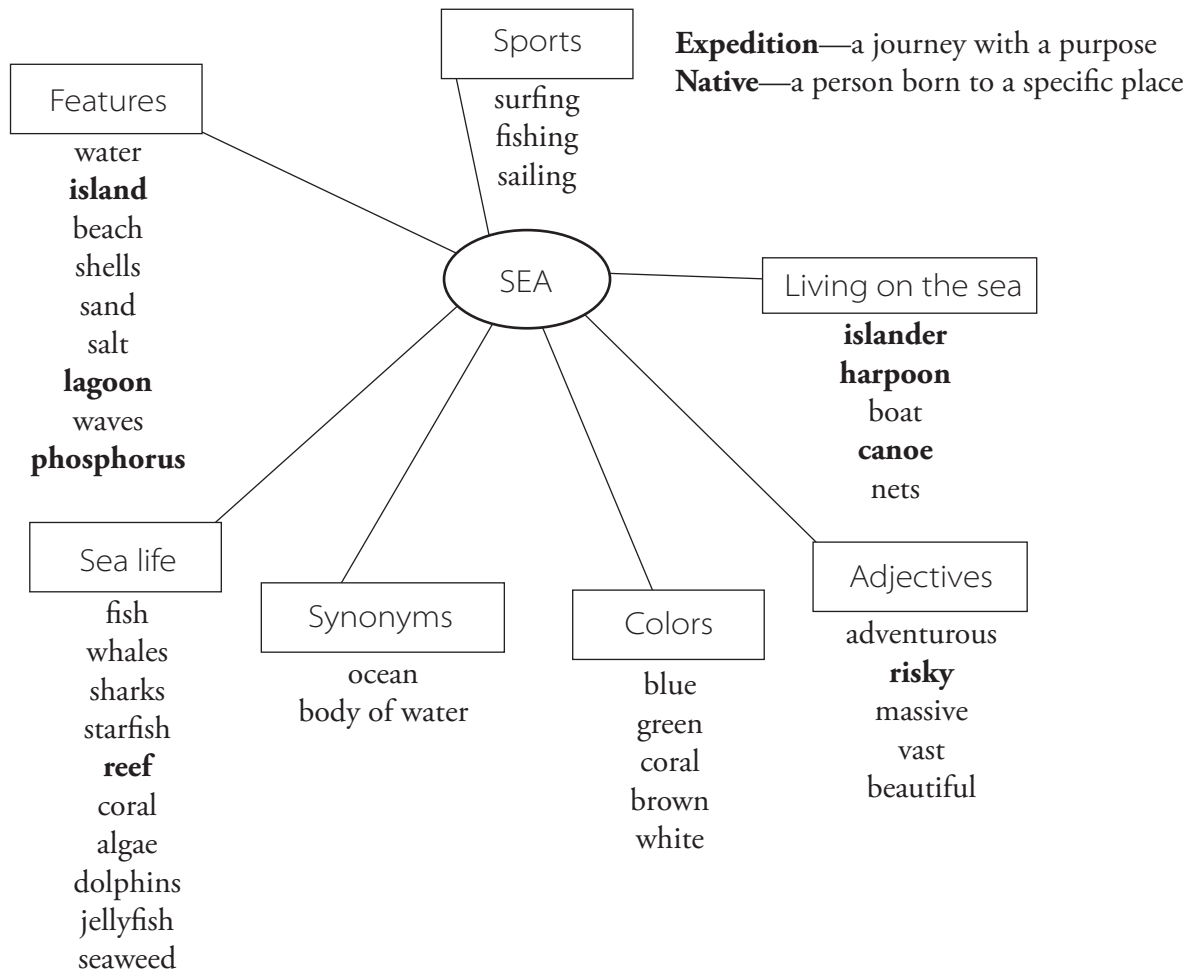 Sports
surfing
fishing
sailing
Expedition—a journey with a purpose
Native—a person born to a specific place
Features
water
island
beach
shells
sand
salt
lagoon
waves
phosphorus
SEA
Living on the sea
islander
harpoon
boat
canoe
nets
Sea life
fish
whales
sharks
starfish
reef
coral
algae
dolphins
jellyfish
seaweed
Synonyms
ocean
body of water
Colors
blue
green
coral
brown
white
Adjectives
adventurous
risky
massive
vast
beautiful